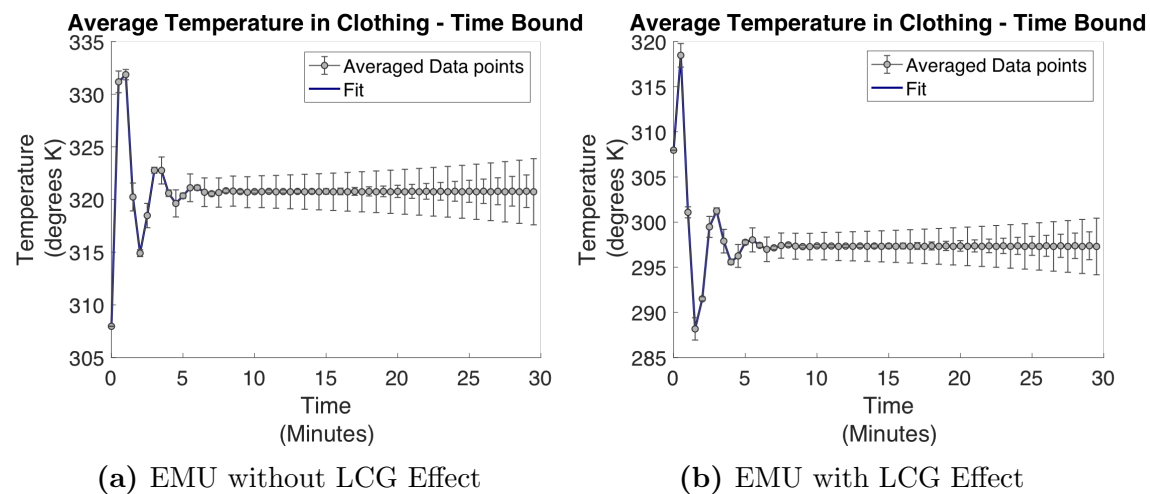 Average Temperature in Clothing - Time Bound
335
330
325
320
315
310
305
Temperature
(degrees K)
Averaged Data points
Fit
0 5 10 15 20 25 30
Time
(Minutes)
(a) EMU without LCG Effect
Average Temperature in Clothing - Time Bound
320
315
310
305
300
295
290
285
Temperature
(degrees K)
Averaged Data points
Fit
0 5 10 15 20 25 30
Time
(Minutes)
(b) EMU with LCG Effect